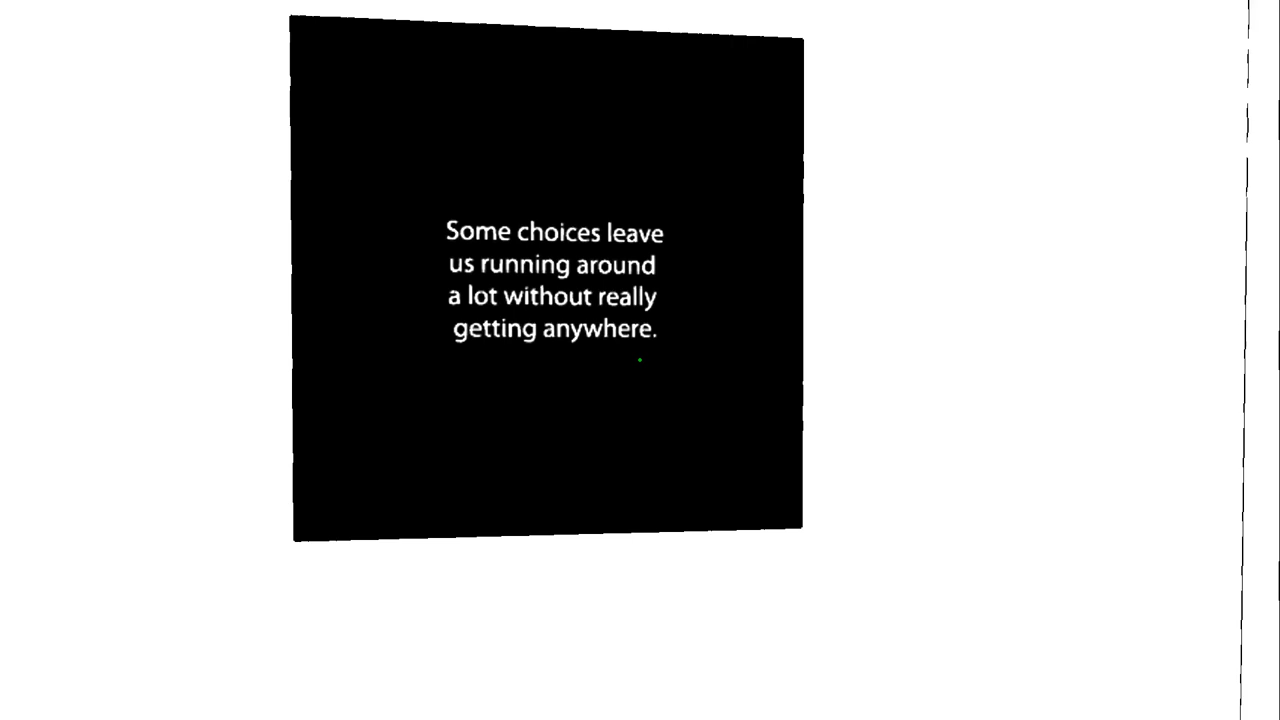 Some choices leave
us running around
a lot without really
getting anywhere.